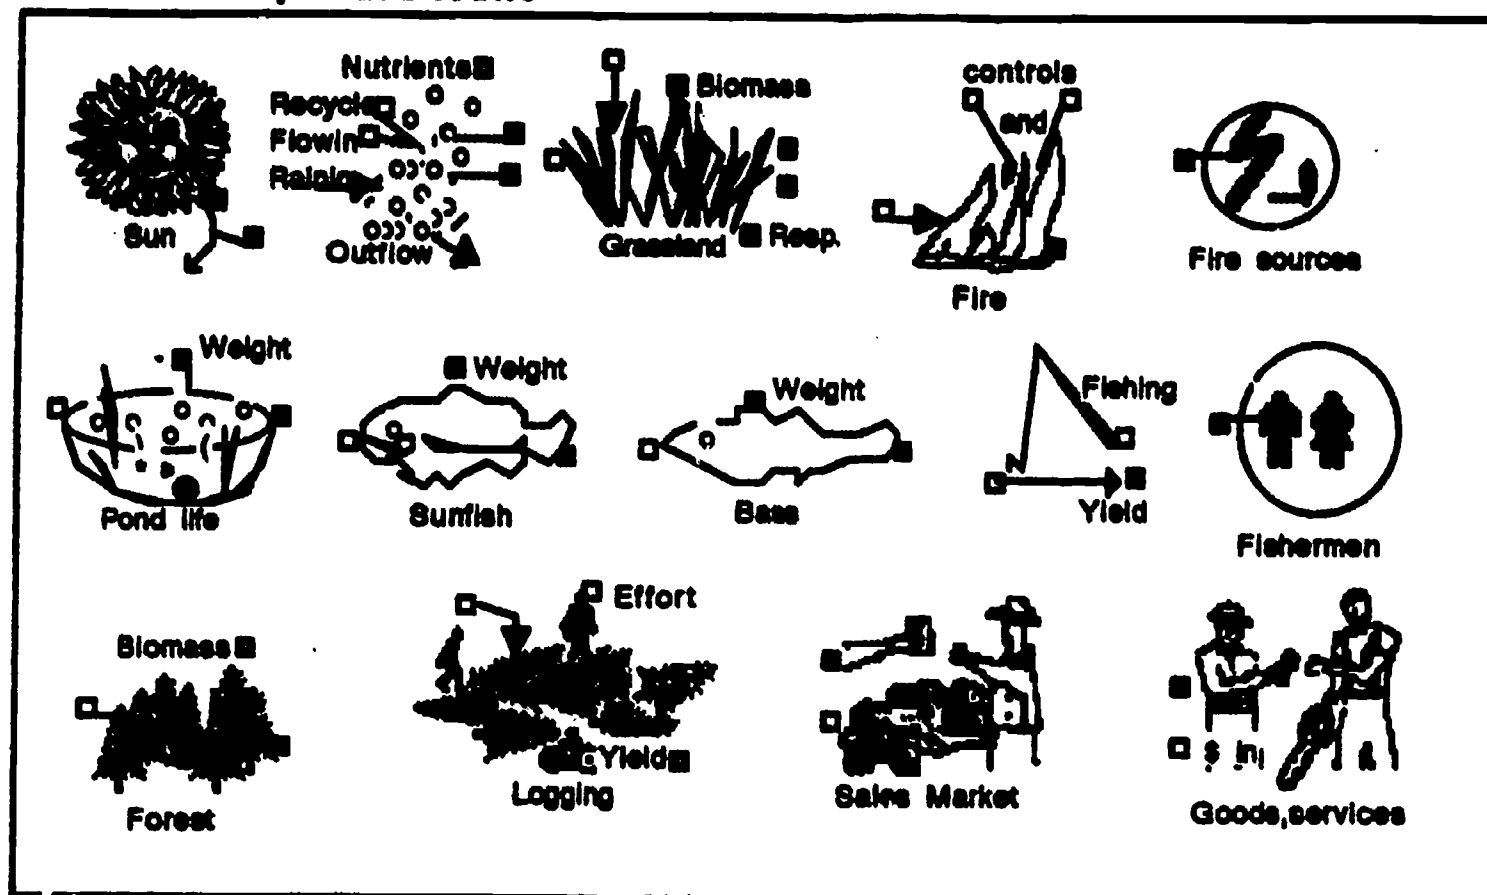 Nutrients
Recycle
Flowin
Raining
Outflow
Sun
Biomass
Grassland
Resp.
controls
and
Fire
Fire sources
Weight
Pond life
Weight
Sunfish
Weight
Bass
Fishing
N
Yield
Fishermen
Biomass
Forest
Effort
Yield
Logging
Sales Market
$ in
Goods,services